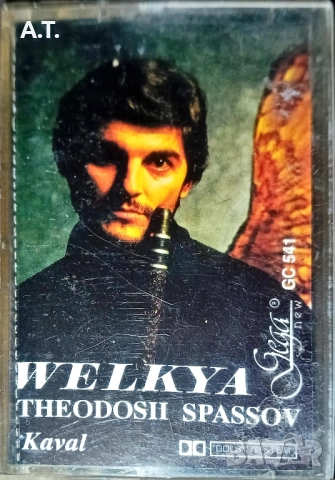 A.T.
GC 541
Gega®
new
WELKYA
THEODOSII SPASSOV
Kaval